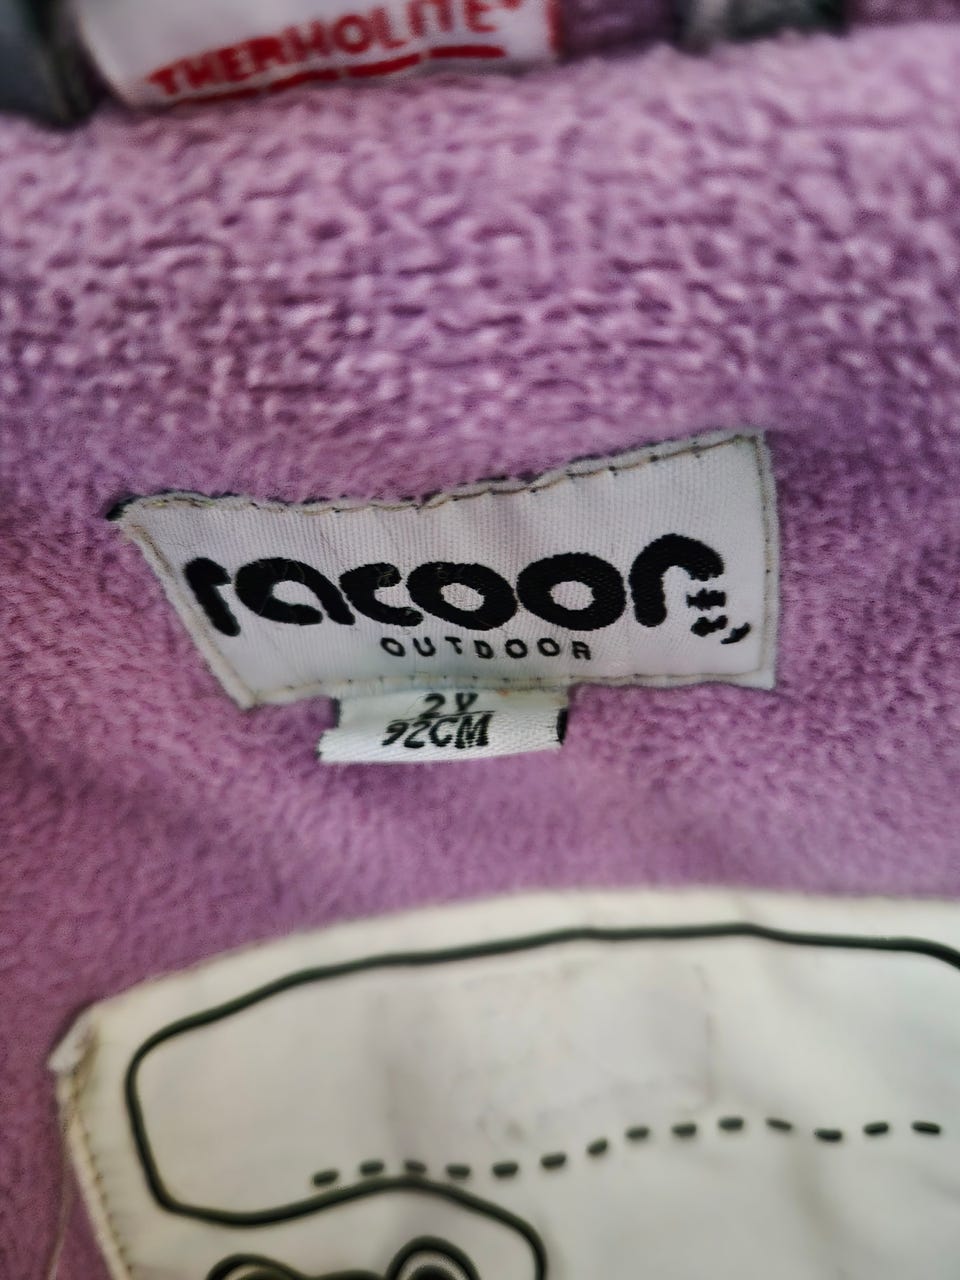 THERMOLITE®
racoon
OUTDOOR
2Y
92CM